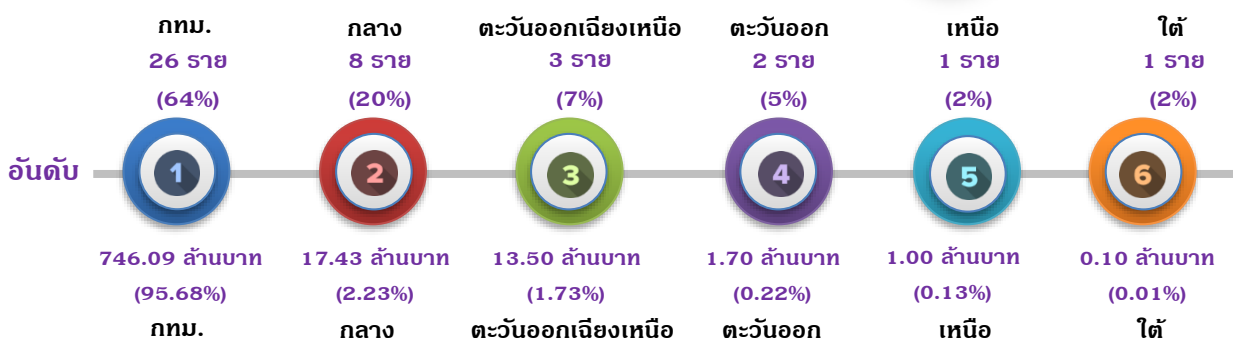 กทม. กลาง ตะวันออกเฉียงเหนือ ตะวันออก เหนือ ใต้
26 ราย 8 ราย 3 ราย 2 ราย 1 ราย 1 ราย
(64%) (20%) (7%) (5%) (2%) (2%)
อันดับ 1 2 3 4 5 6
746.09 ล้านบาท 17.43 ล้านบาท 13.50 ล้านบาท 1.70 ล้านบาท 1.00 ล้านบาท 0.10 ล้านบาท
(95.68%) (2.23%) (1.73%) (0.22%) (0.13%) (0.01%)
กทม. กลาง ตะวันออกเฉียงเหนือ ตะวันออก เหนือ ใต้